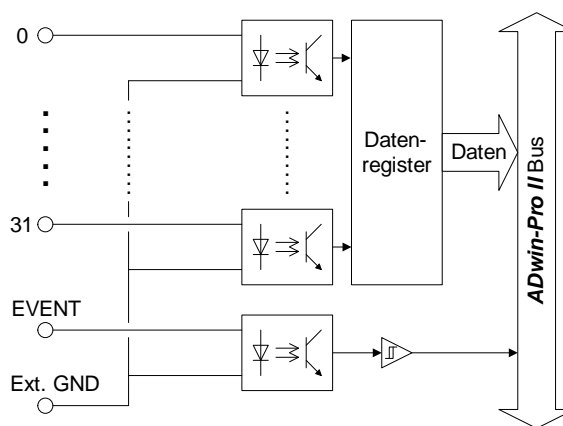 0
Daten-
register
Daten
31
EVENT
Ext. GND
ADwin-Pro II Bus